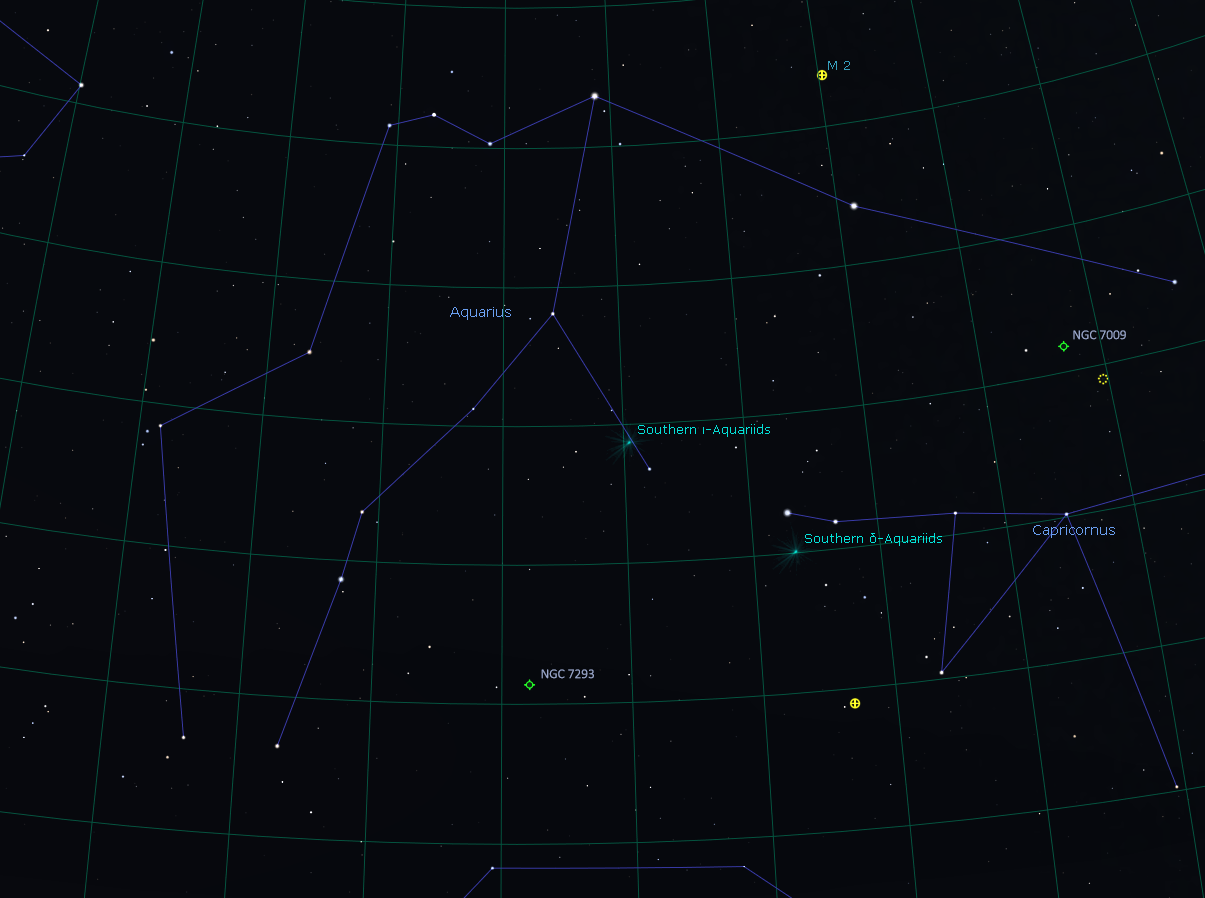 M 2
Aquarius
NGC 7009
Southern ι-Aquariids
Capricornus
Southern δ-Aquariids
NGC 7293